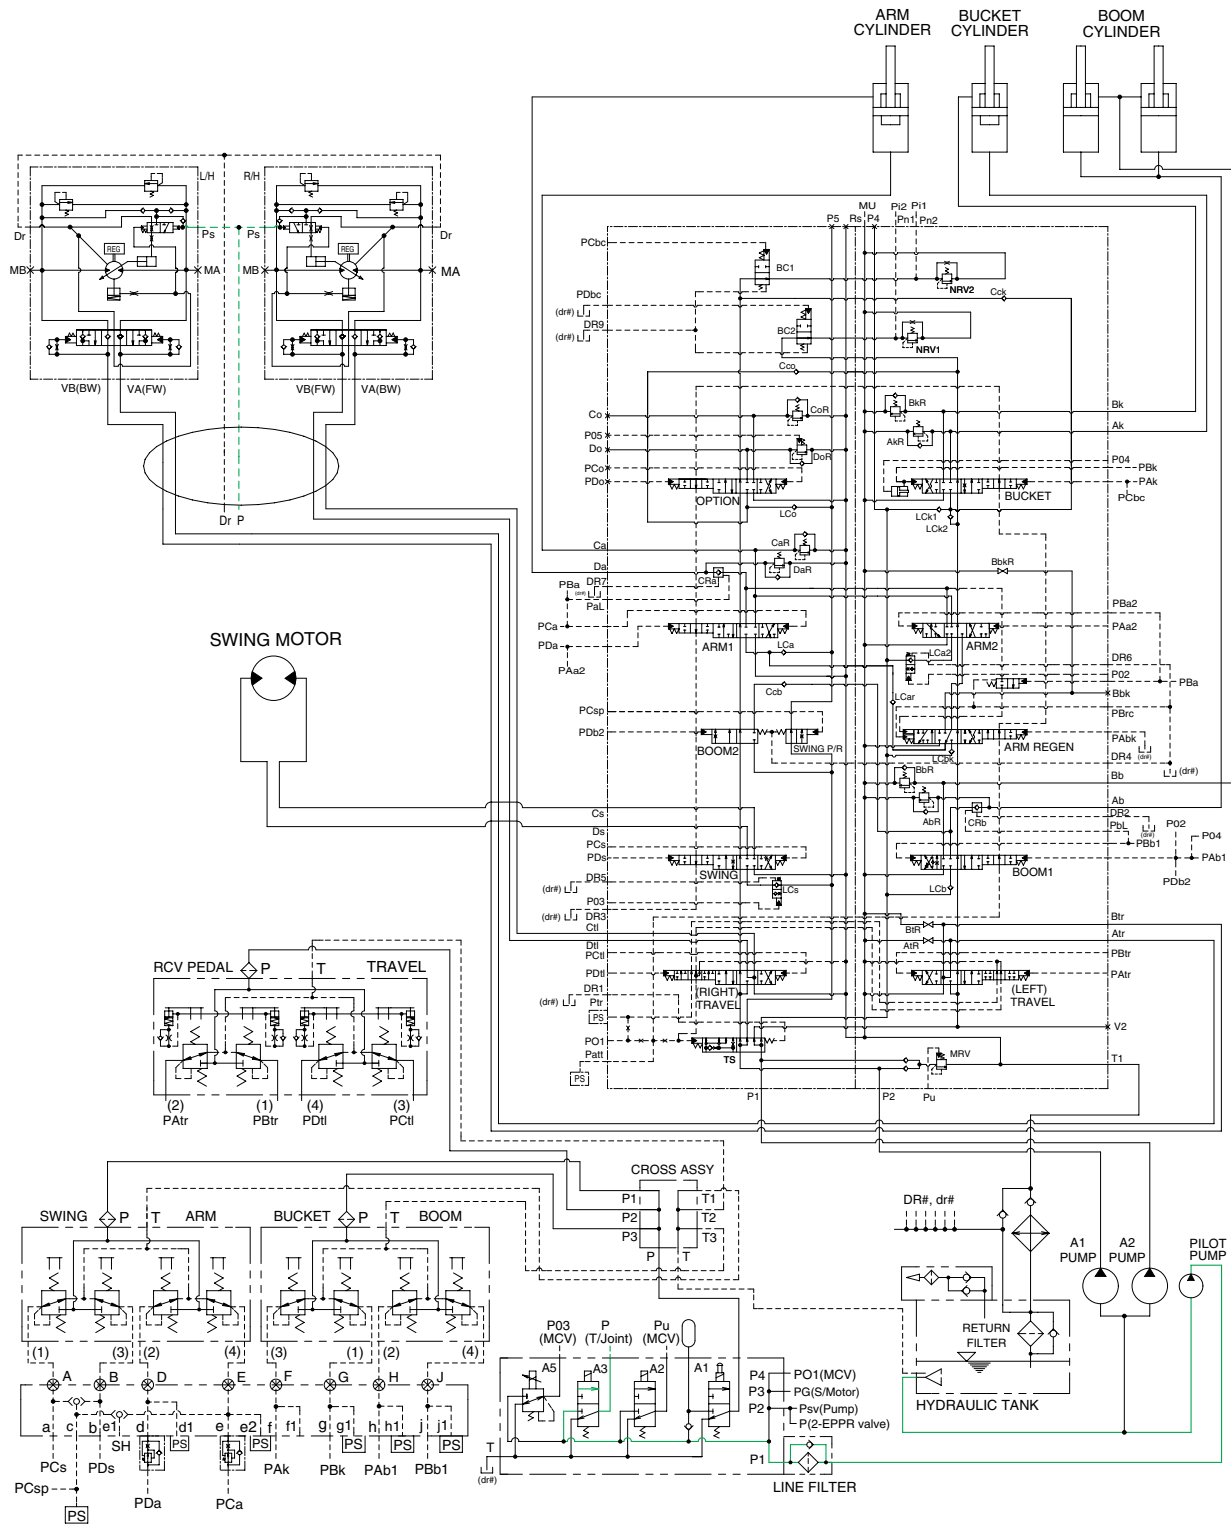 ARM
CYLINDER
BUCKET
CYLINDER
BOOM
CYLINDER
L/H
R/H
Dr
Ps
Ps
Dr
REG
REG
MB
MA
MB
MA
VB(BW)
VA(FW)
VB(FW)
VA(BW)
Dr P
SWING MOTOR
P5
Rs
MU
P4
Pi2
Pi1
Pn1
Pn2
PCbc
BC1
NRV2
Cck
PDbc
(dr#)
DR9
(dr#)
BC2
NRV1
Cco
Co
CoR
BkR
Bk
P05
Do
DoR
AkR
Ak
PCo
PDo
P04
PBk
PAk
PCbc
OPTION
BUCKET
LCo
LCk1
LCk2
Ca
CaR
Da
DaR
CRa
BbkR
PBa
(dr#)
DR7
PaL
PBa2
PCa
PAa2
PDa
PAa2
ARM1
ARM2
LCa
LCa2
DR6
P02
PBa
Ccb
LCar
Bbk
PCsp
PBrc
PDb2
PAbk
(dr#)
BOOM2
SWING P/R
ARM REGEN
LCbk
DR4
(dr#)
BbR
Bb
AbR
CRb
Ab
DR2
PbL
(dr#)
Cs
Ds
PCs
PDs
PBb1
P02
P04
PAb1
PDb2
SWING
BOOM1
(dr#)
DR5
LCs
LCb
P03
(dr#)
DR3
Ctl
Btr
BtR
Atr
AtR
Dtl
PCtl
PBtr
PDtl
PAtr
(RIGHT)
TRAVEL
(LEFT)
TRAVEL
DR1
(dr#)
Ptr
PS
PO1
Patt
PS
TS
V2
MRV
T1
P1
P2
Pu
RCV PEDAL
P
T
TRAVEL
(2)
(1)
(4)
(3)
PAtr
PBtr
PDtl
PCtl
CROSS ASSY
P1
T1
P2
T2
P3
T3
P
T
SWING
P
T
ARM
BUCKET
P
T
BOOM
(1)
(3)
(2)
(4)
(3)
(1)
(2)
(4)
A
B
D
E
F
G
H
J
a
c
b
e1
d
d1
e
e2
f
f1
g
g1
h
h1
j
j1
SH
PS
PS
PS
PS
PS
PCs
PDs
PAk
PBk
PAb1
PBb1
PCsp
PDa
PCa
PS
P03
(MCV)
P
(T/Joint)
Pu
(MCV)
A5
A3
A2
A1
P4
PO1(MCV)
P3
PG(S/Motor)
P2
Psv(Pump)
P(2-EPPR valve)
T
(dr#)
P1
LINE FILTER
DR#, dr#
A1
PUMP
A2
PUMP
PILOT
PUMP
RETURN
FILTER
HYDRAULIC TANK